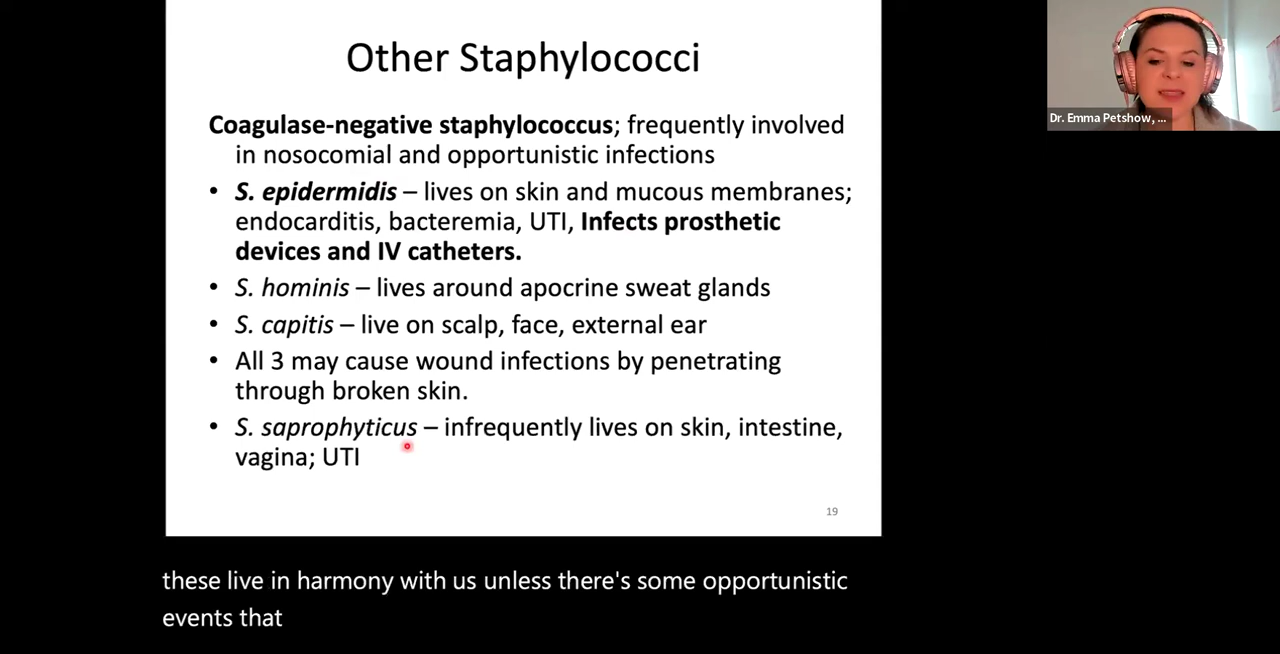 Other Staphylococci
Dr. Emma Petshow, ...
Coagulase-negative staphylococcus; frequently involved
in nosocomial and opportunistic infections
• S. epidermidis – lives on skin and mucous membranes;
endocarditis, bacteremia, UTI, Infects prosthetic
devices and IV catheters.
• S. hominis – lives around apocrine sweat glands
• S. capitis – live on scalp, face, external ear
• All 3 may cause wound infections by penetrating
through broken skin.
• S. saprophyticus – infrequently lives on skin, intestine,
vagina; UTI
19
these live in harmony with us unless there's some opportunistic
events that